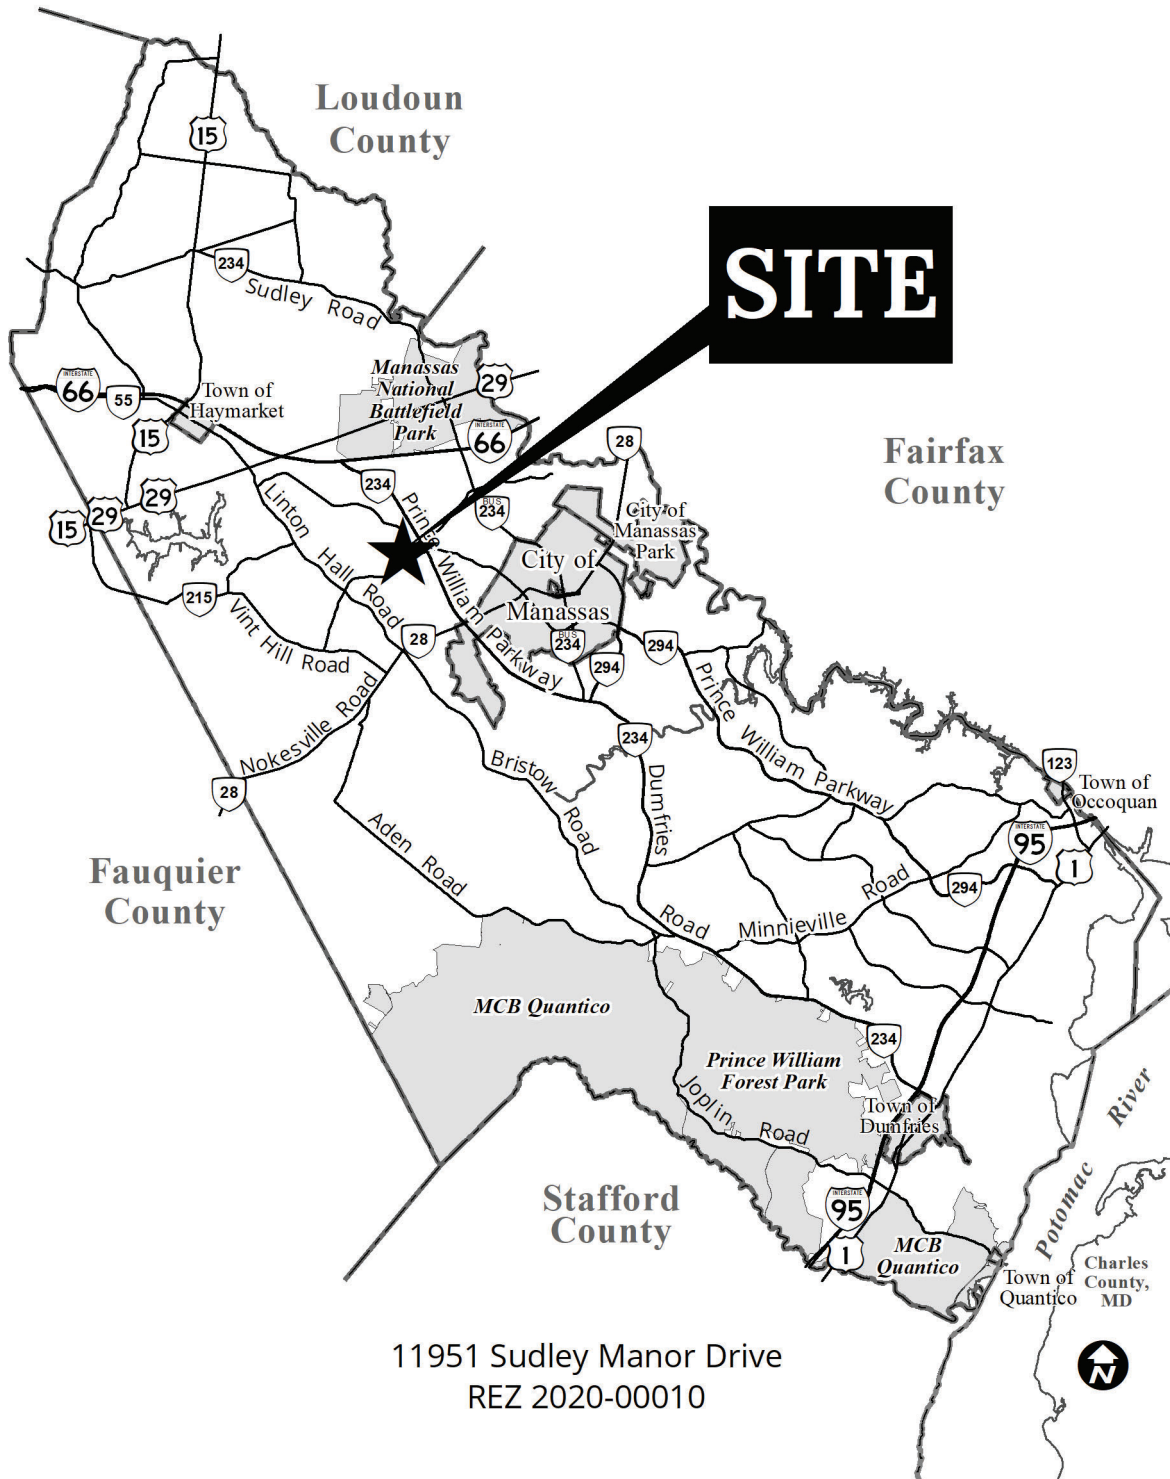 Loudoun
County
15
SITE
234
Sudley Road
Manassas
National
Battlefield
Park
29
INTERSTATE
66
55
Town of
Haymarket
15
INTERSTATE
66
28
Fairfax
County
234
BUS
234
29
29
15
Linton Hall Road
Prince William Parkway
City of
Manassas
Park
City of
Manassas
215
Vint Hill Road
28
BUS
234
294
294
Prince William Parkway
Nokesville Road
28
234
Bristow Road
Dumfries Road
123
Town of
Occoquan
INTERSTATE
95
1
Aden Road
Fauquier
County
294
Minnieville Road
MCB Quantico
234
Prince William
Forest Park
Joplin Road
Town of
Dumfries
Potomac River
Stafford
County
INTERSTATE
95
1
MCB
Quantico
Town of
Quantico
Charles
County,
MD
N
11951 Sudley Manor Drive
REZ 2020-00010